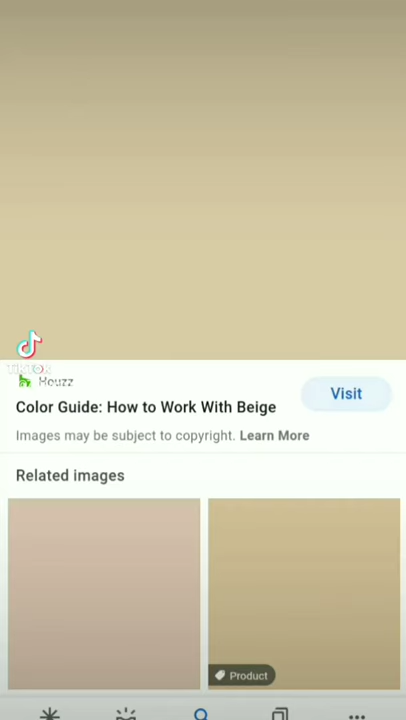 TikTok
Houzz
Color Guide: How to Work With Beige
Visit
Images may be subject to copyright. Learn More
Related images
Product